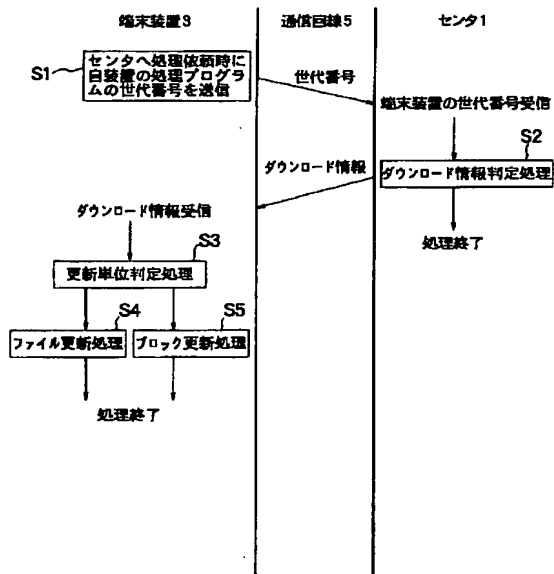 端末装置3
通信回線5
センタ1
S1
センタへ処理依頼時に
自装置の処理プログラ
ムの世代番号を送信
世代番号
端末装置の世代番号受信
S2
ダウンロード情報
ダウンロード情報判定処理
ダウンロード情報受信
処理終了
S3
更新単位判定処理
S4
S5
ファイル更新処理
ブロック更新処理
処理終了